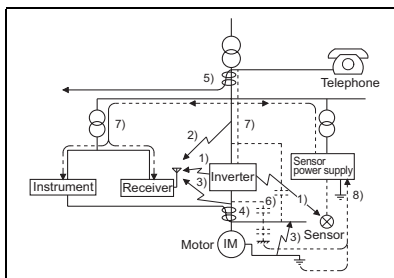 5)
Telephone
7)
2)
7)
1)
Sensor
power supply
Instrument
Receiver
3)
Inverter
1)
8)
6)
4)
Sensor
Motor
IM
3)